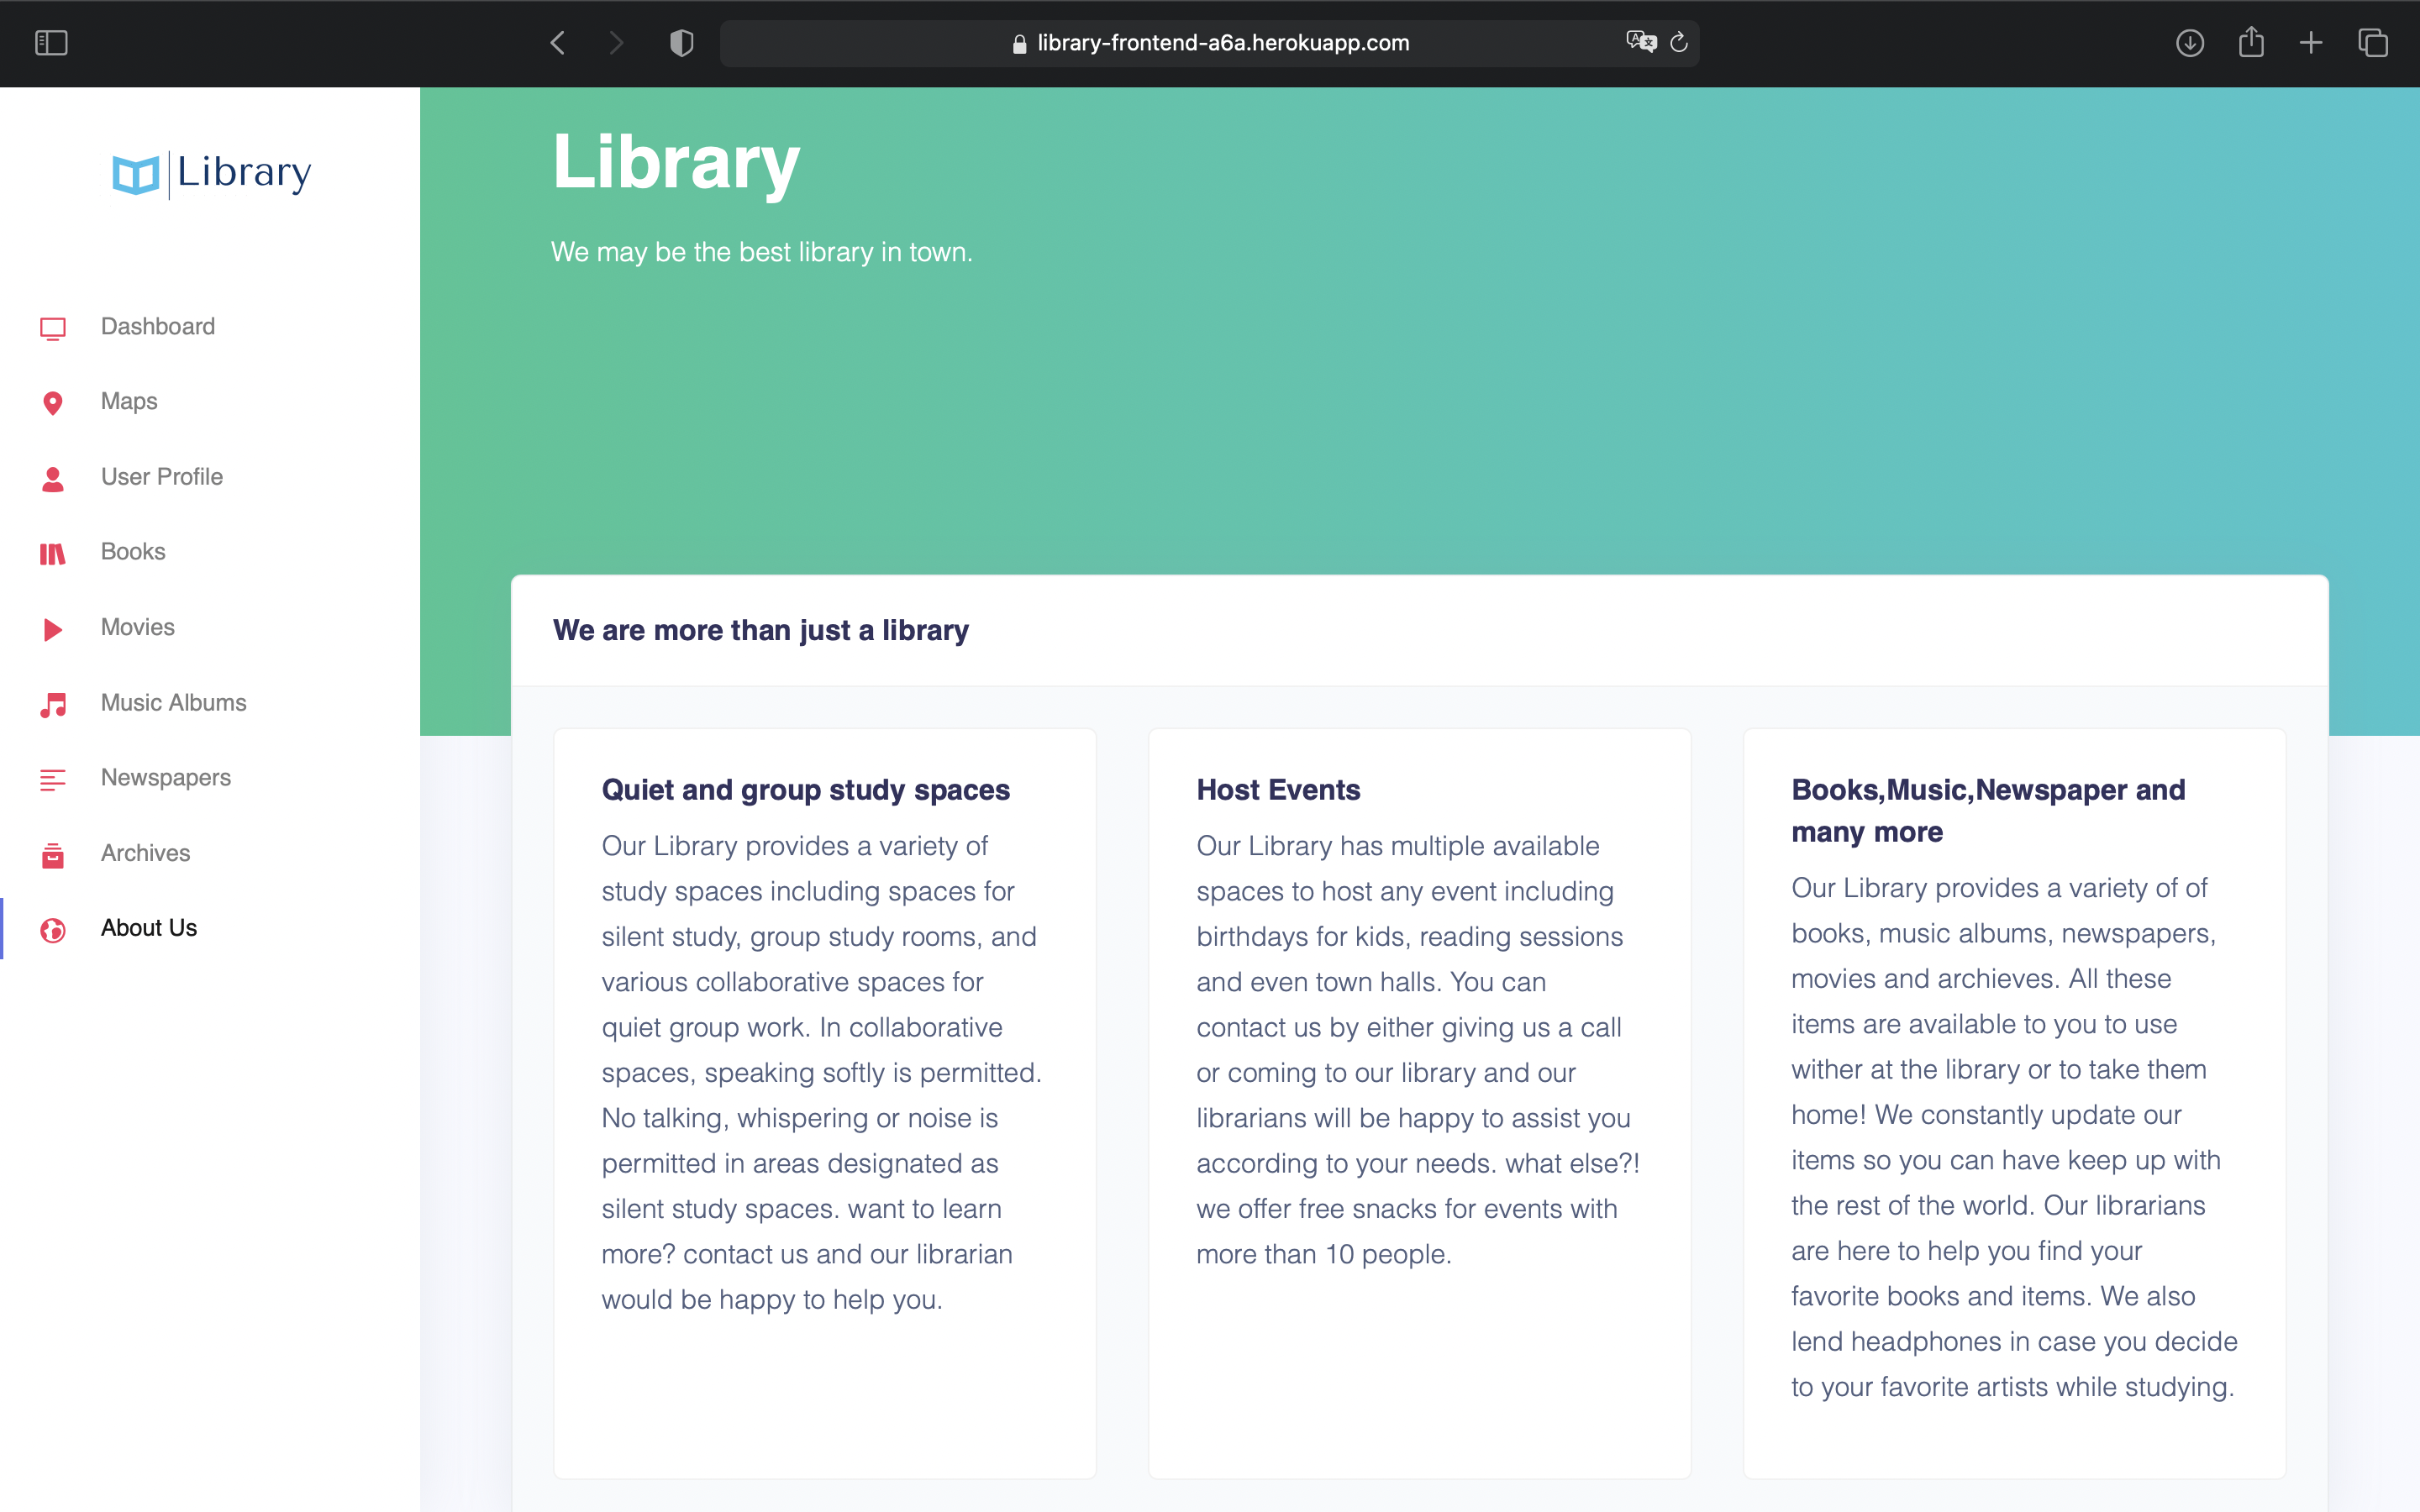 library-frontend-a6a.herokuapp.com
Library
Dashboard
Maps
User Profile
Books
Movies
Music Albums
Newspapers
Archives
About Us
Library
We may be the best library in town.
We are more than just a library
Quiet and group study spaces
Our Library provides a variety of
study spaces including spaces for
silent study, group study rooms, and
various collaborative spaces for
quiet group work. In collaborative
spaces, speaking softly is permitted.
No talking, whispering or noise is
permitted in areas designated as
silent study spaces. want to learn
more? contact us and our librarian
would be happy to help you.
Host Events
Our Library has multiple available
spaces to host any event including
birthdays for kids, reading sessions
and even town halls. You can
contact us by either giving us a call
or coming to our library and our
librarians will be happy to assist you
according to your needs. what else?!
we offer free snacks for events with
more than 10 people.
Books,Music,Newspaper and
many more
Our Library provides a variety of of
books, music albums, newspapers,
movies and archieves. All these
items are available to you to use
wither at the library or to take them
home! We constantly update our
items so you can have keep up with
the rest of the world. Our librarians
are here to help you find your
favorite books and items. We also
lend headphones in case you decide
to your favorite artists while studying.